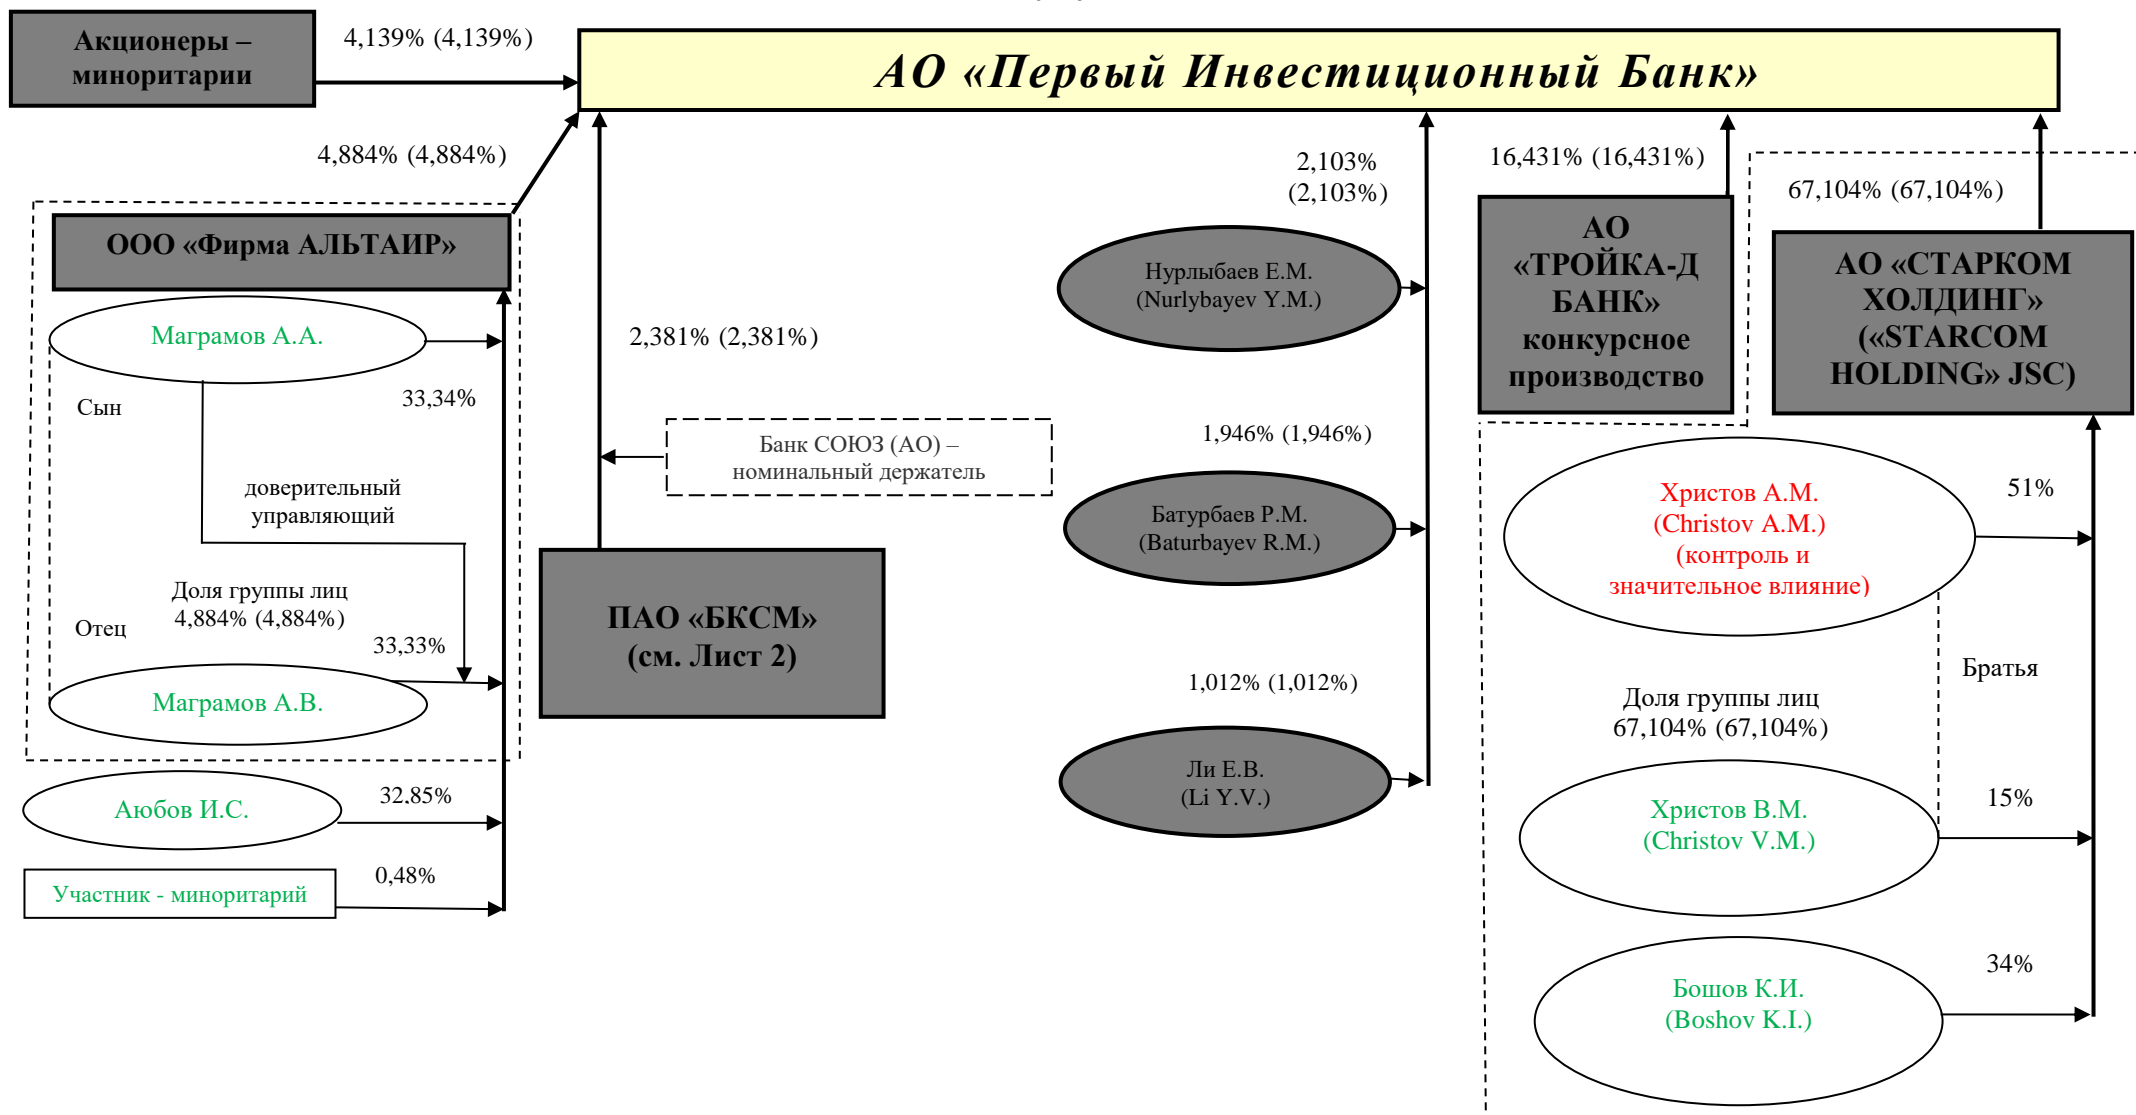 Акционеры –
миноритарии
4,139% (4,139%)
АО «Первый Инвестиционный Банк»
4,884% (4,884%)
2,103%
(2,103%)
16,431% (16,431%)
67,104% (67,104%)
ООО «Фирма АЛЬТАИР»
Маграмов А.А.
33,34%
Сын
доверительный
управляющий
Доля группы лиц
4,884% (4,884%)
Отец
33,33%
Маграмов А.В.
Аюбов И.С.
32,85%
Участник - миноритарий
0,48%
2,381% (2,381%)
Банк СОЮЗ (АО) –
номинальный держатель
ПАО «БКСМ»
(см. Лист 2)
Нурлыбаев Е.М.
(Nurlybayev Y.M.)
1,946% (1,946%)
Батурбаев Р.М.
(Baturbayev R.M.)
1,012% (1,012%)
Ли Е.В.
(Li Y.V.)
АО
«ТРОЙКА-Д
БАНК»
конкурсное
производство
АО «СТАРКОМ
ХОЛДИНГ»
(«STARCOM
HOLDING» JSC)
Христов А.М.
(Christov A.M.)
(контроль и
значительное влияние)
51%
Братья
Доля группы лиц
67,104% (67,104%)
Христов В.М.
(Christov V.M.)
15%
Бошов К.И.
(Boshov K.I.)
34%